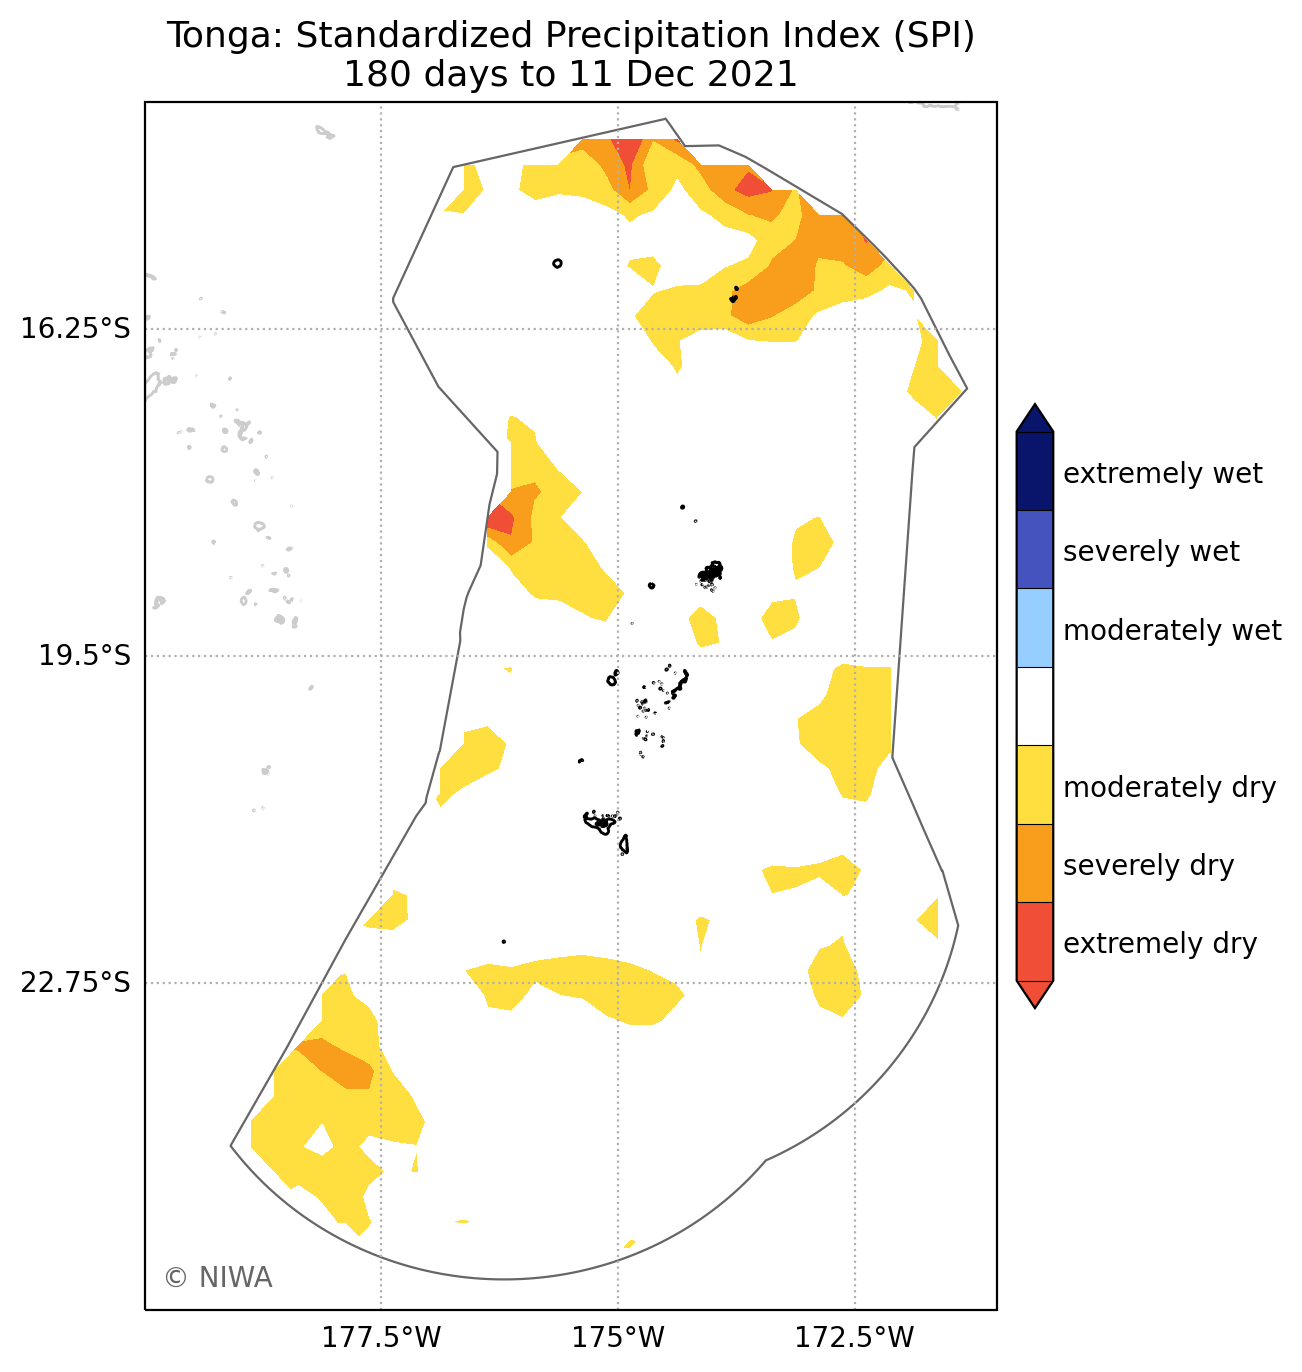 Tonga: Standardized Precipitation Index (SPI)
180 days to 11 Dec 2021
16.25°S
19.5°S
22.75°S
177.5°W
175°W
172.5°W
extremely wet
severely wet
moderately wet
moderately dry
severely dry
extremely dry
© NIWA